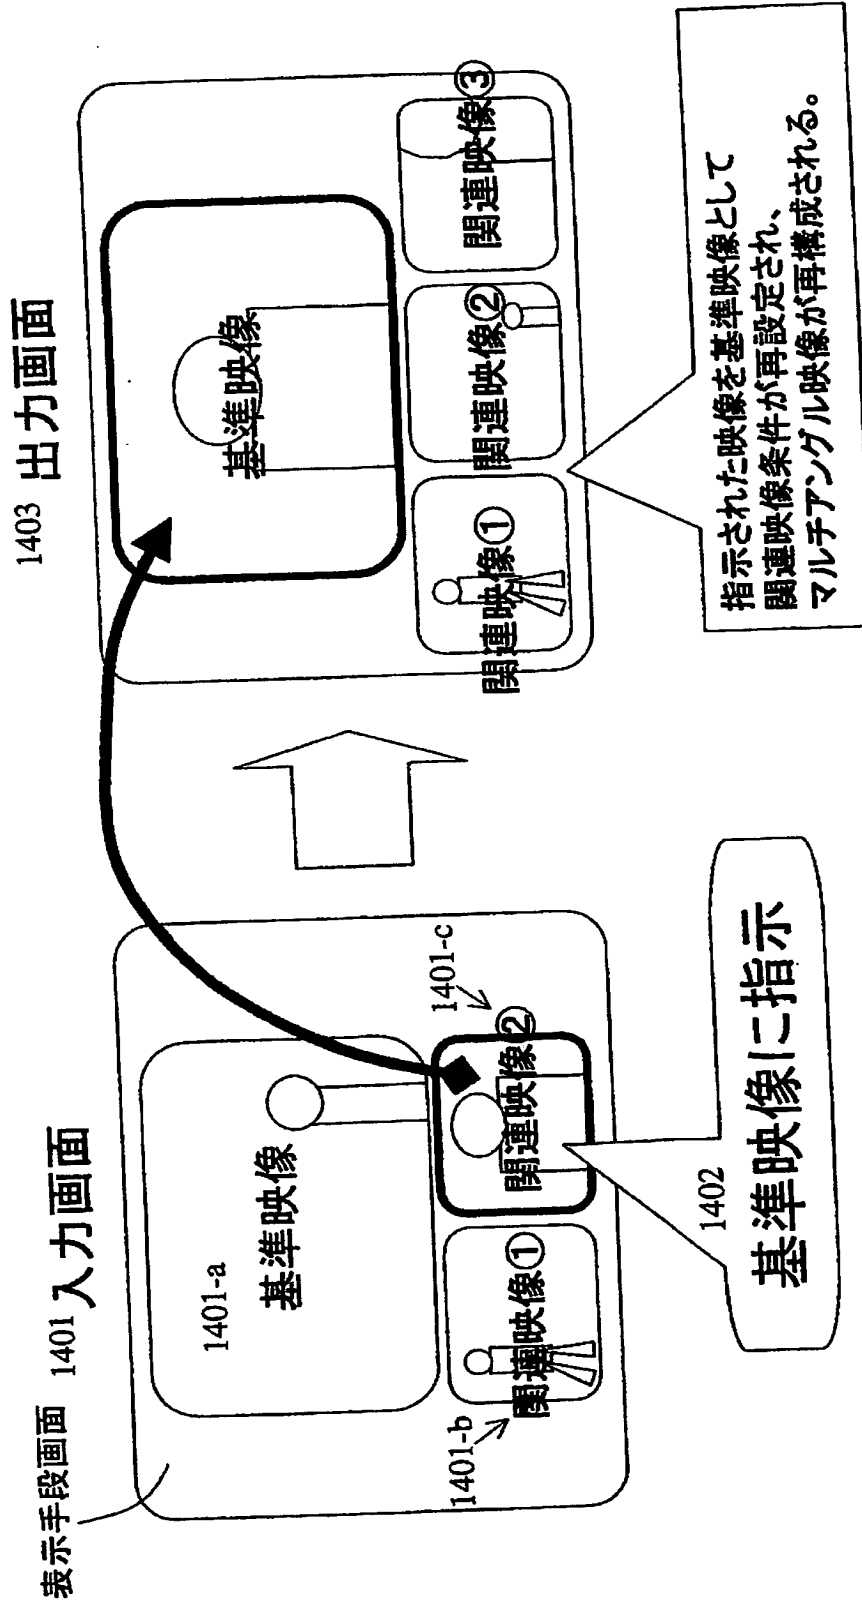 表示手段画面
1401 入力画面
1401-a
基準映像
1401-b
関連映像①
1401-c
関連映像②
1402
基準映像に指示
1403 出力画面
基準映像
関連映像①
関連映像②
関連映像③
指示された映像を基準映像として
関連映像条件が再設定され、
マルチアングル映像が再構成される。